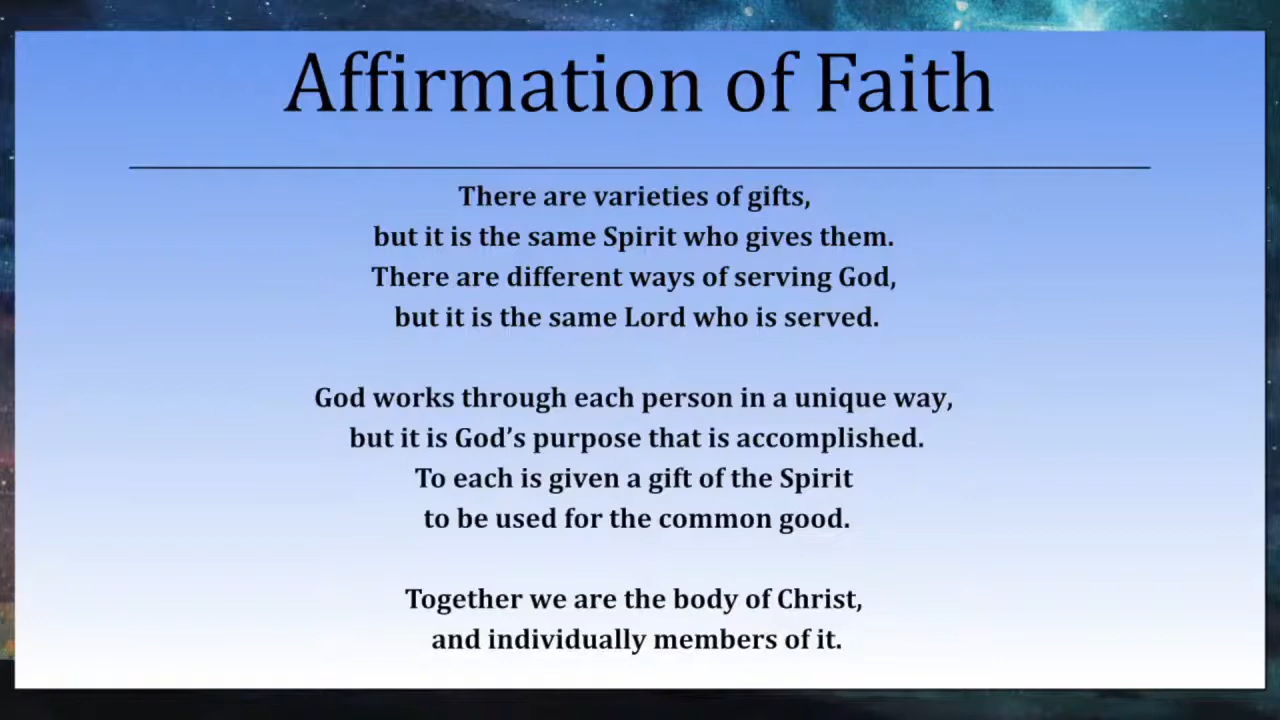 Affirmation of Faith
There are varieties of gifts,
but it is the same Spirit who gives them.
There are different ways of serving God,
but it is the same Lord who is served.
God works through each person in a unique way,
but it is God’s purpose that is accomplished.
To each is given a gift of the Spirit
to be used for the common good.
Together we are the body of Christ,
and individually members of it.